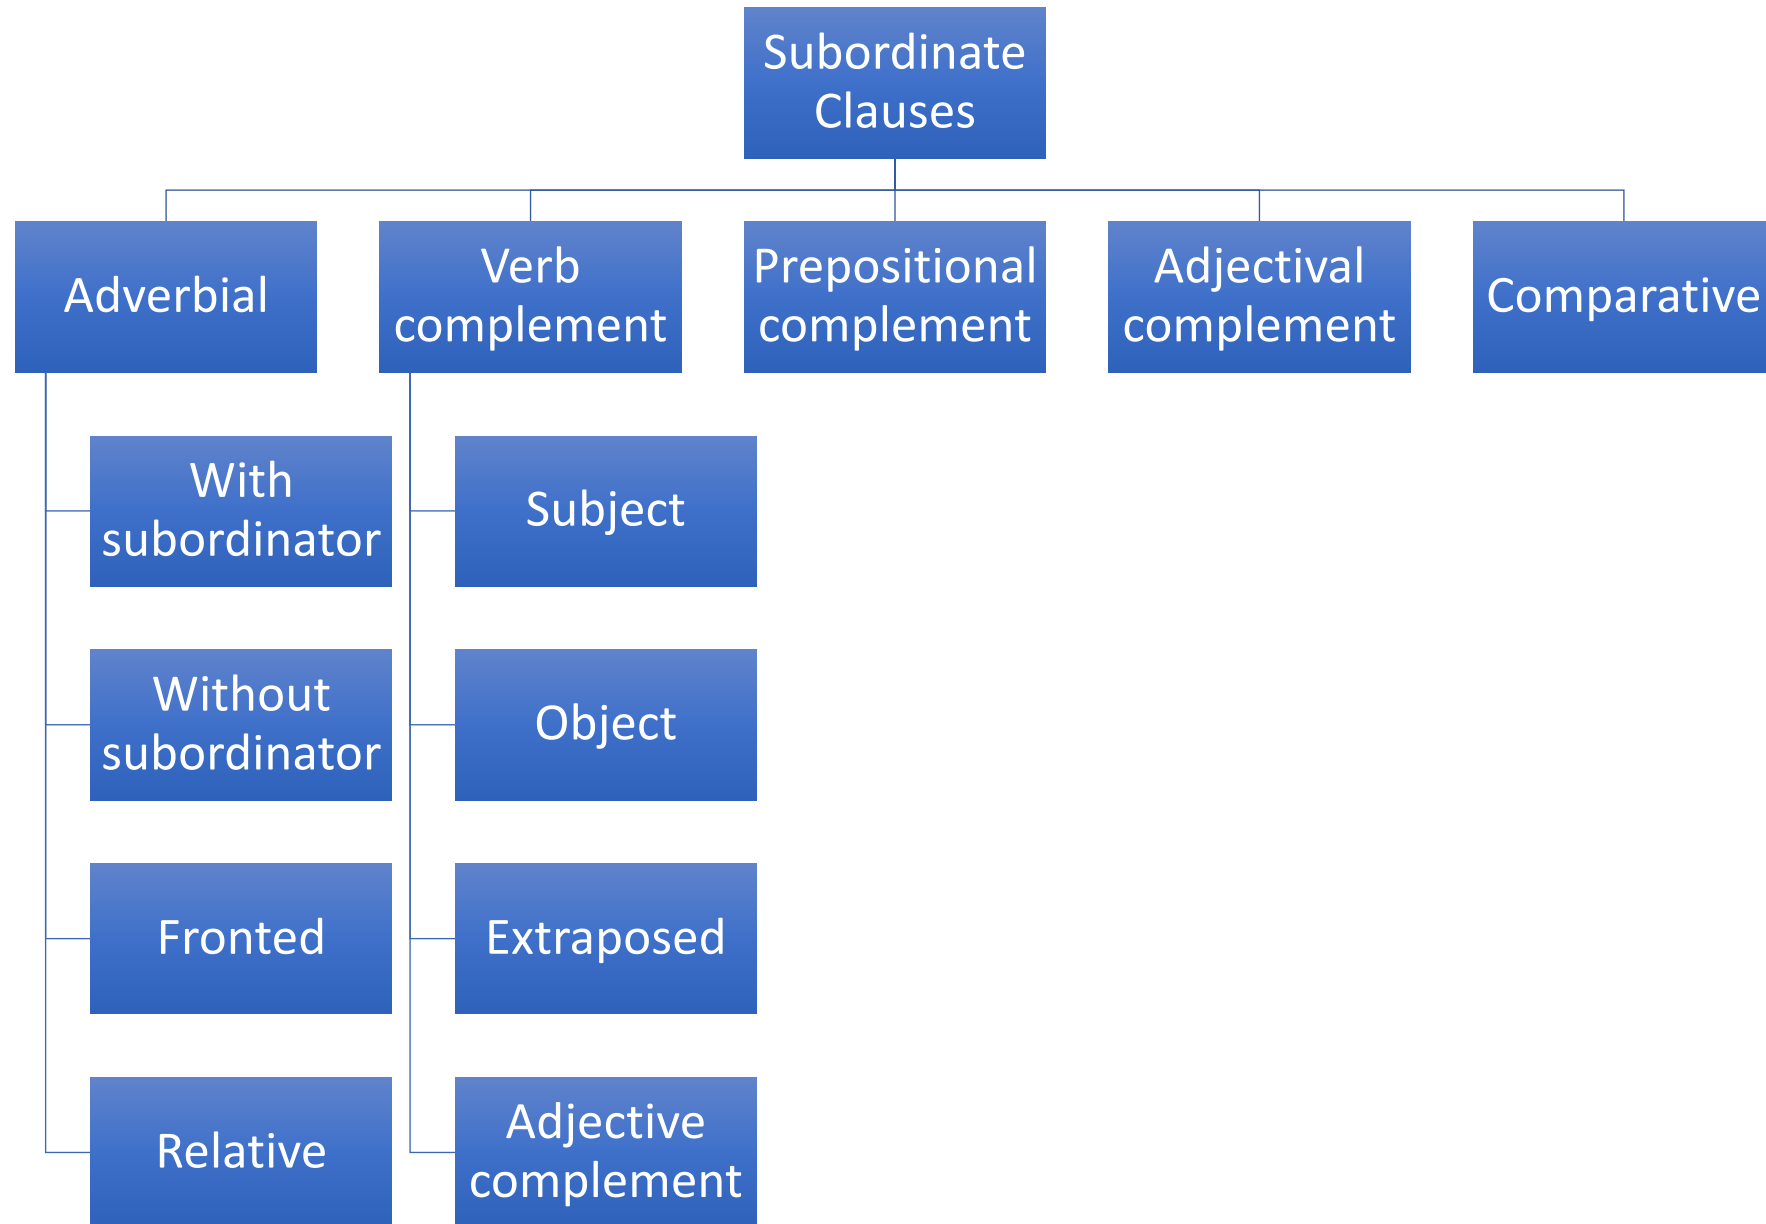 Subordinate
Clauses
Adverbial
Verb
complement
Prepositional
complement
Adjectival
complement
Comparative
With
subordinator
Without
subordinator
Fronted
Relative
Subject
Object
Extraposed
Adjective
complement